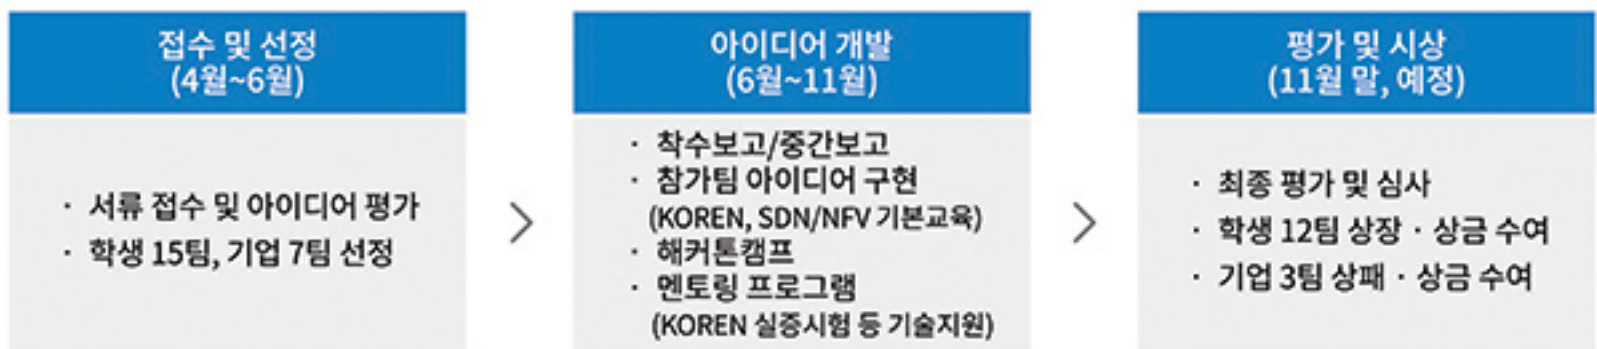 접수 및 선정
(4월~6월)
· 서류 접수 및 아이디어 평가
· 학생 15팀, 기업 7팀 선정
>
아이디어 개발
(6월~11월)
· 착수보고/중간보고
· 참가팀 아이디어 구현
(KOREN, SDN/NFV 기본교육)
· 해커톤캠프
· 멘토링 프로그램
(KOREN 실증시험 등 기술지원)
>
평가 및 시상
(11월 말, 예정)
· 최종 평가 및 심사
· 학생 12팀 상장 · 상금 수여
· 기업 3팀 상패 · 상금 수여